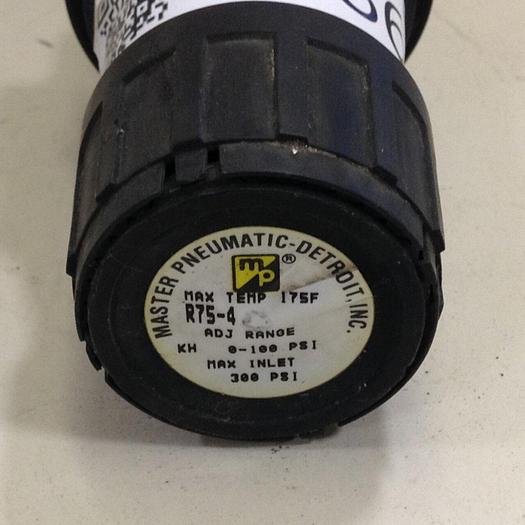 MASTER PNEUMATIC-DETROIT, INC.
mp ®
MAX TEMP 175F
R75-4
ADJ RANGE
KH 0-100 PSI
MAX INLET
300 PSI